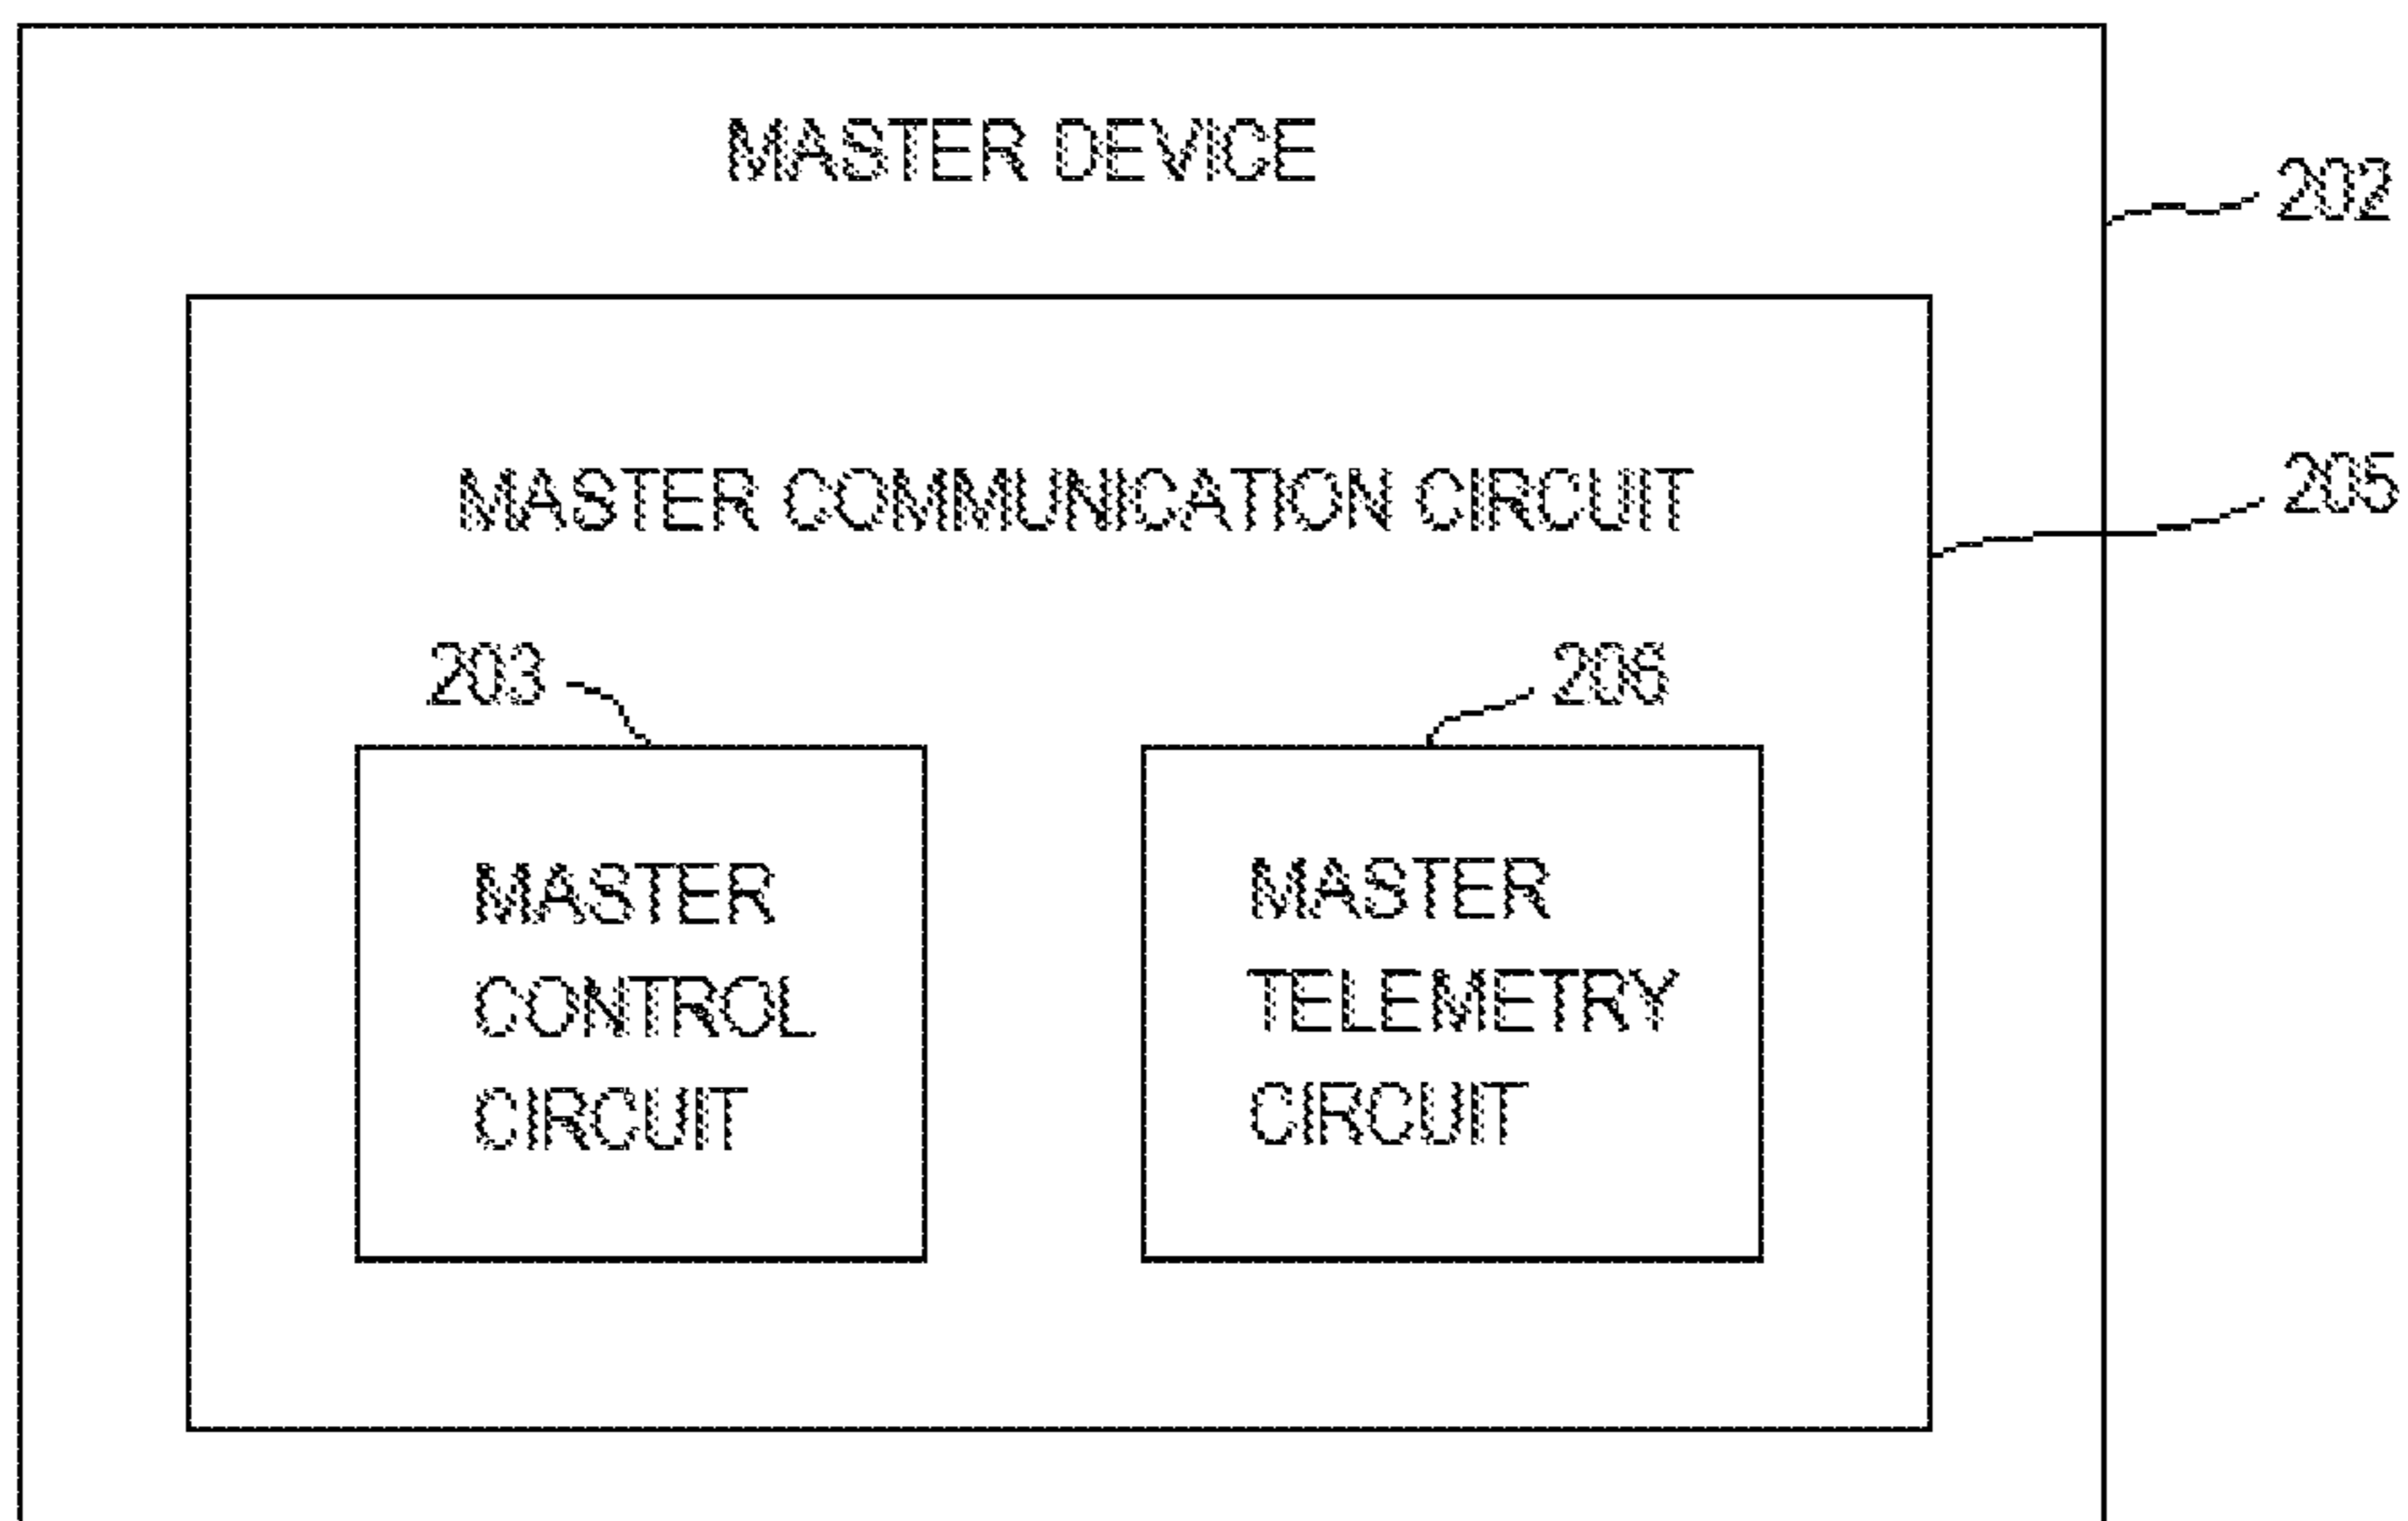 MASTER DEVICE
202
MASTER COMMUNICATION CIRCUIT
205
203
206
MASTER
CONTROL
CIRCUIT
MASTER
TELEMETRY
CIRCUIT